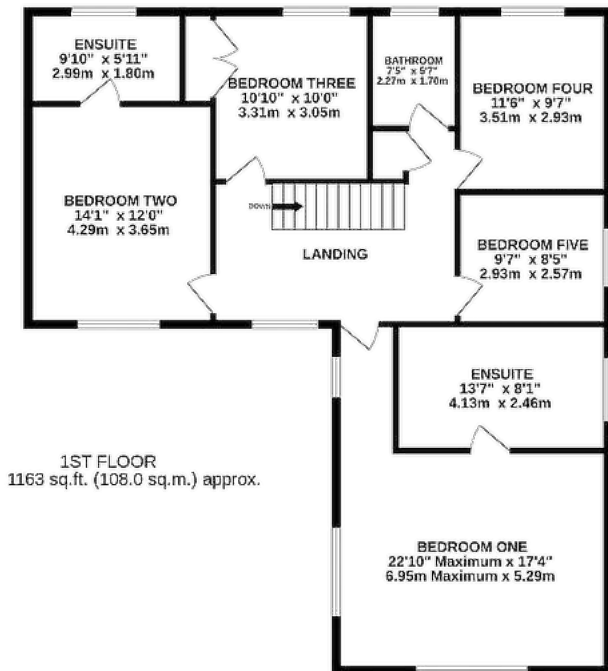 ENSUITE
9'10" x 5'11"
2.99m x 1.80m
BEDROOM THREE
10'10" x 10'0"
3.31m x 3.05m
BATHROOM
7'5" x 5'7"
2.27m x 1.70m
BEDROOM FOUR
11'6" x 9'7"
3.51m x 2.93m
BEDROOM TWO
14'1" x 12'0"
4.29m x 3.65m
DOWN
LANDING
BEDROOM FIVE
9'7" x 8'5"
2.93m x 2.57m
ENSUITE
13'7" x 8'1"
4.13m x 2.46m
1ST FLOOR
1163 sq.ft. (108.0 sq.m.) approx.
BEDROOM ONE
22'10" Maximum x 17'4"
6.95m Maximum x 5.29m